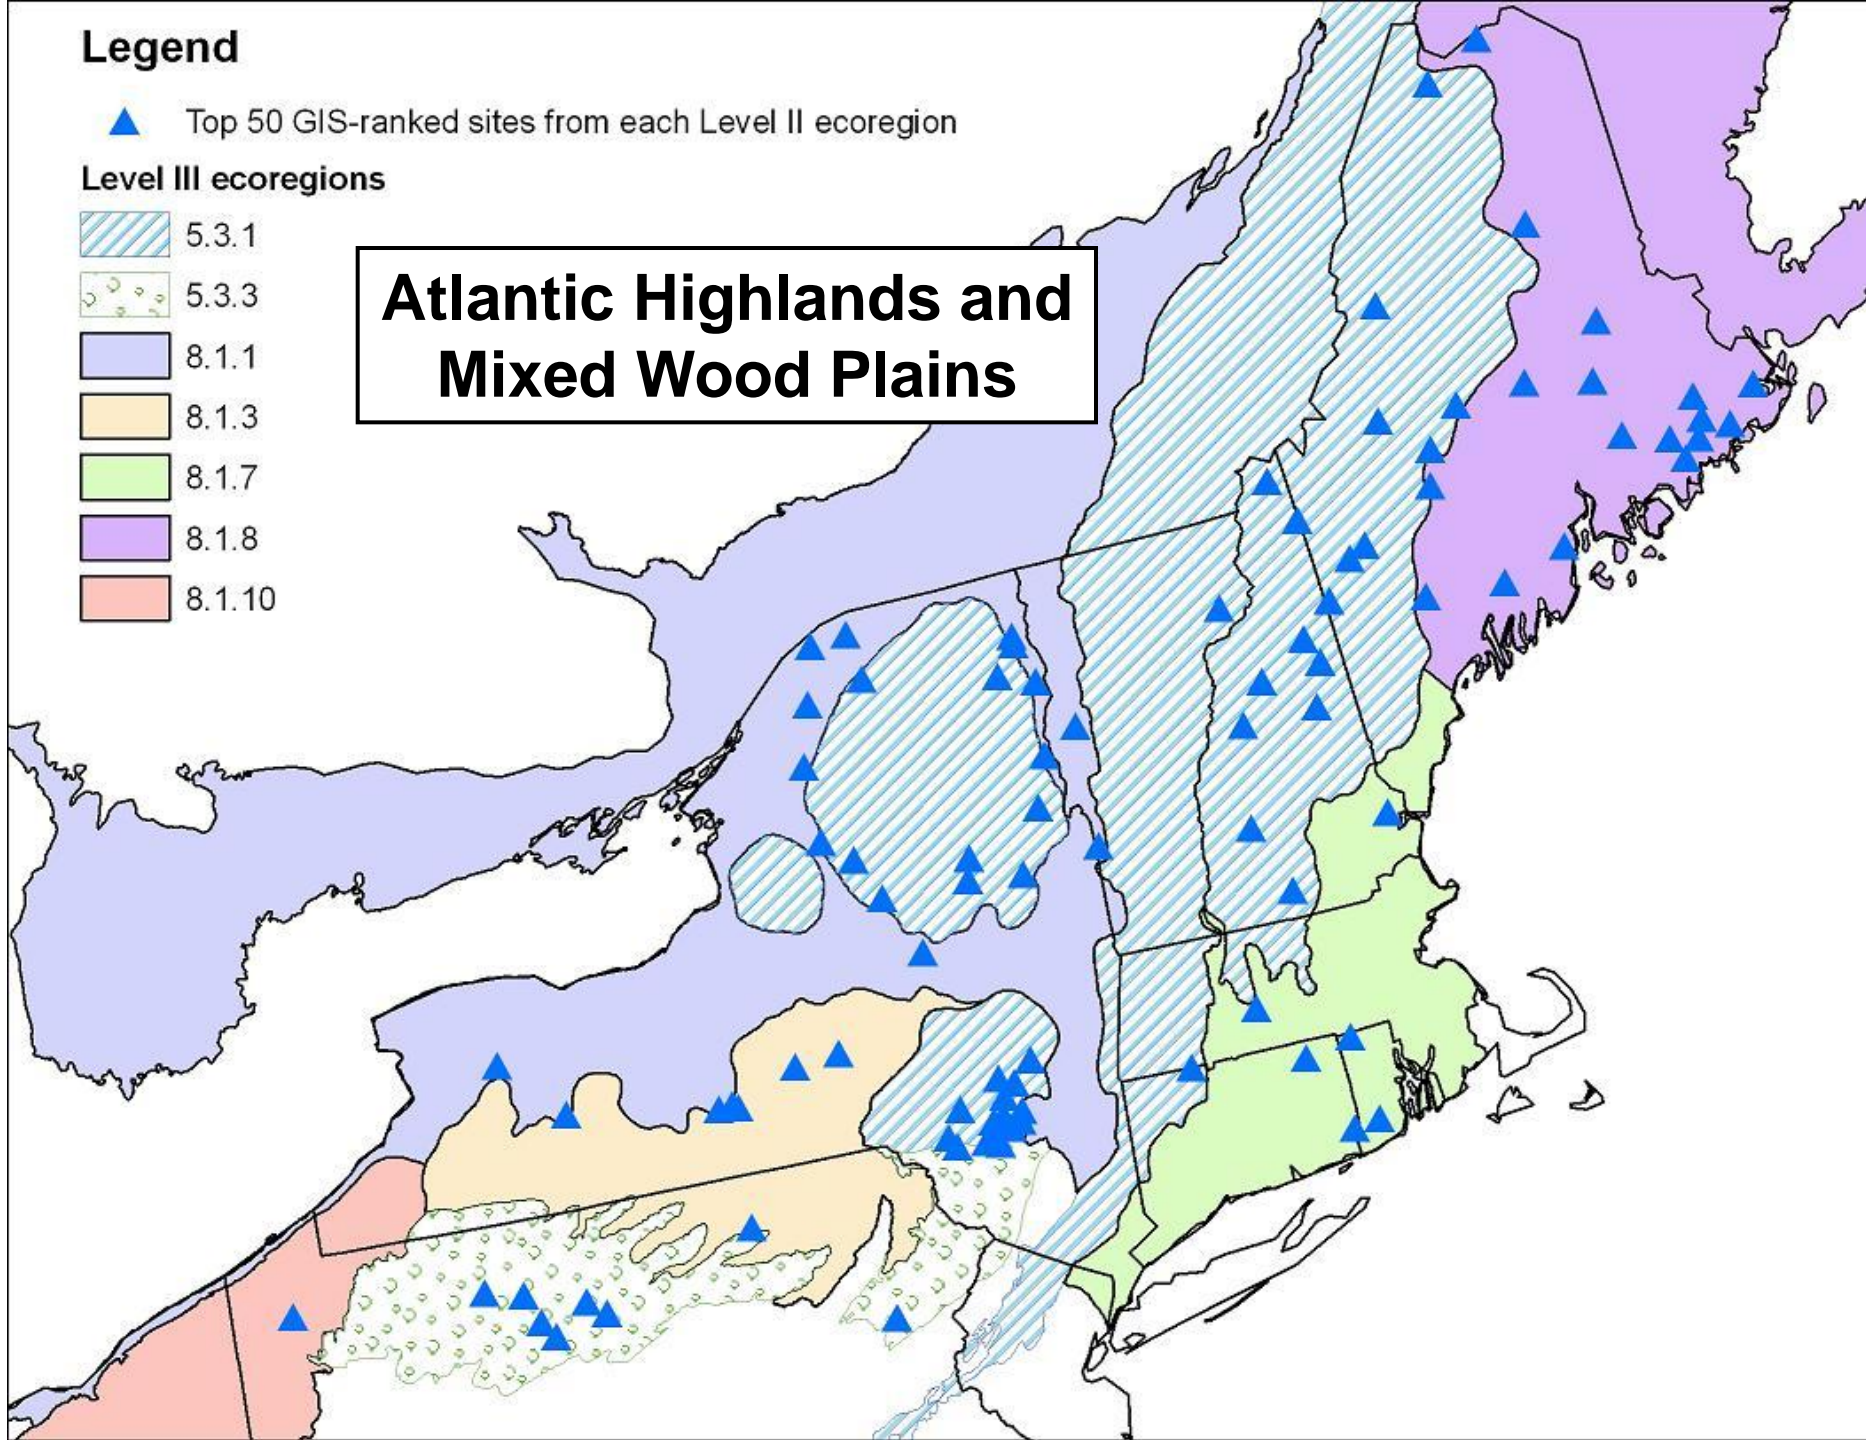 Legend
Top 50 GIS-ranked sites from each Level II ecoregion
Level III ecoregions
5.3.1
5.3.3
8.1.1
8.1.3
8.1.7
8.1.8
8.1.10
Atlantic Highlands and
Mixed Wood Plains